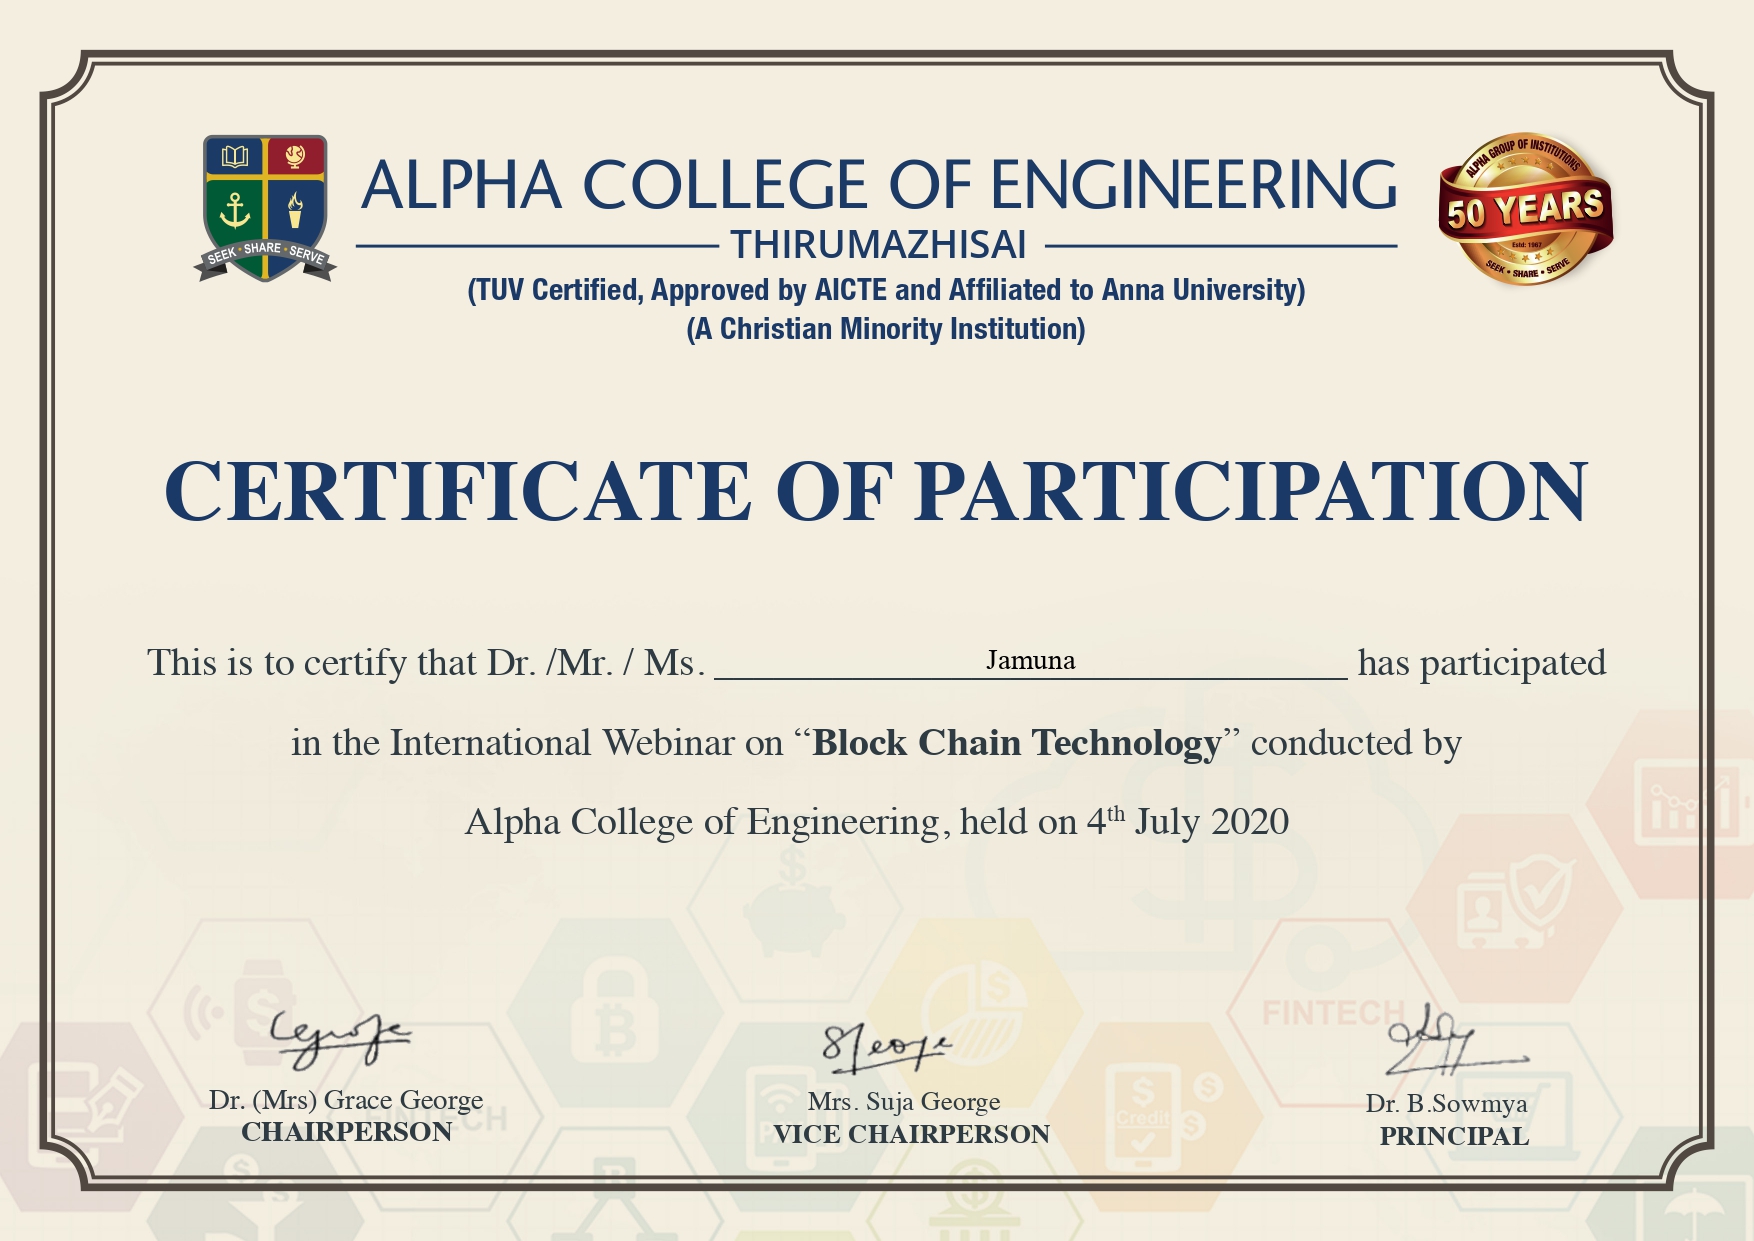 ALPHA COLLEGE OF ENGINEERING
THIRUMAZHISAI
(TUV Certified, Approved by AICTE and Affiliated to Anna University)
(A Christian Minority Institution)
SEEK • SHARE • SERVE
ALPHA GROUP OF INSTITUTIONS
50 YEARS
Estd: 1967
SEEK • SHARE • SERVE
CERTIFICATE OF PARTICIPATION
This is to certify that Dr. /Mr. / Ms. Jamuna has participated
in the International Webinar on “Block Chain Technology” conducted by
Alpha College of Engineering, held on 4th July 2020
FINTECH
Dr. (Mrs) Grace George
CHAIRPERSON
Mrs. Suja George
VICE CHAIRPERSON
Dr. B.Sowmya
PRINCIPAL
FINTECH
Credit